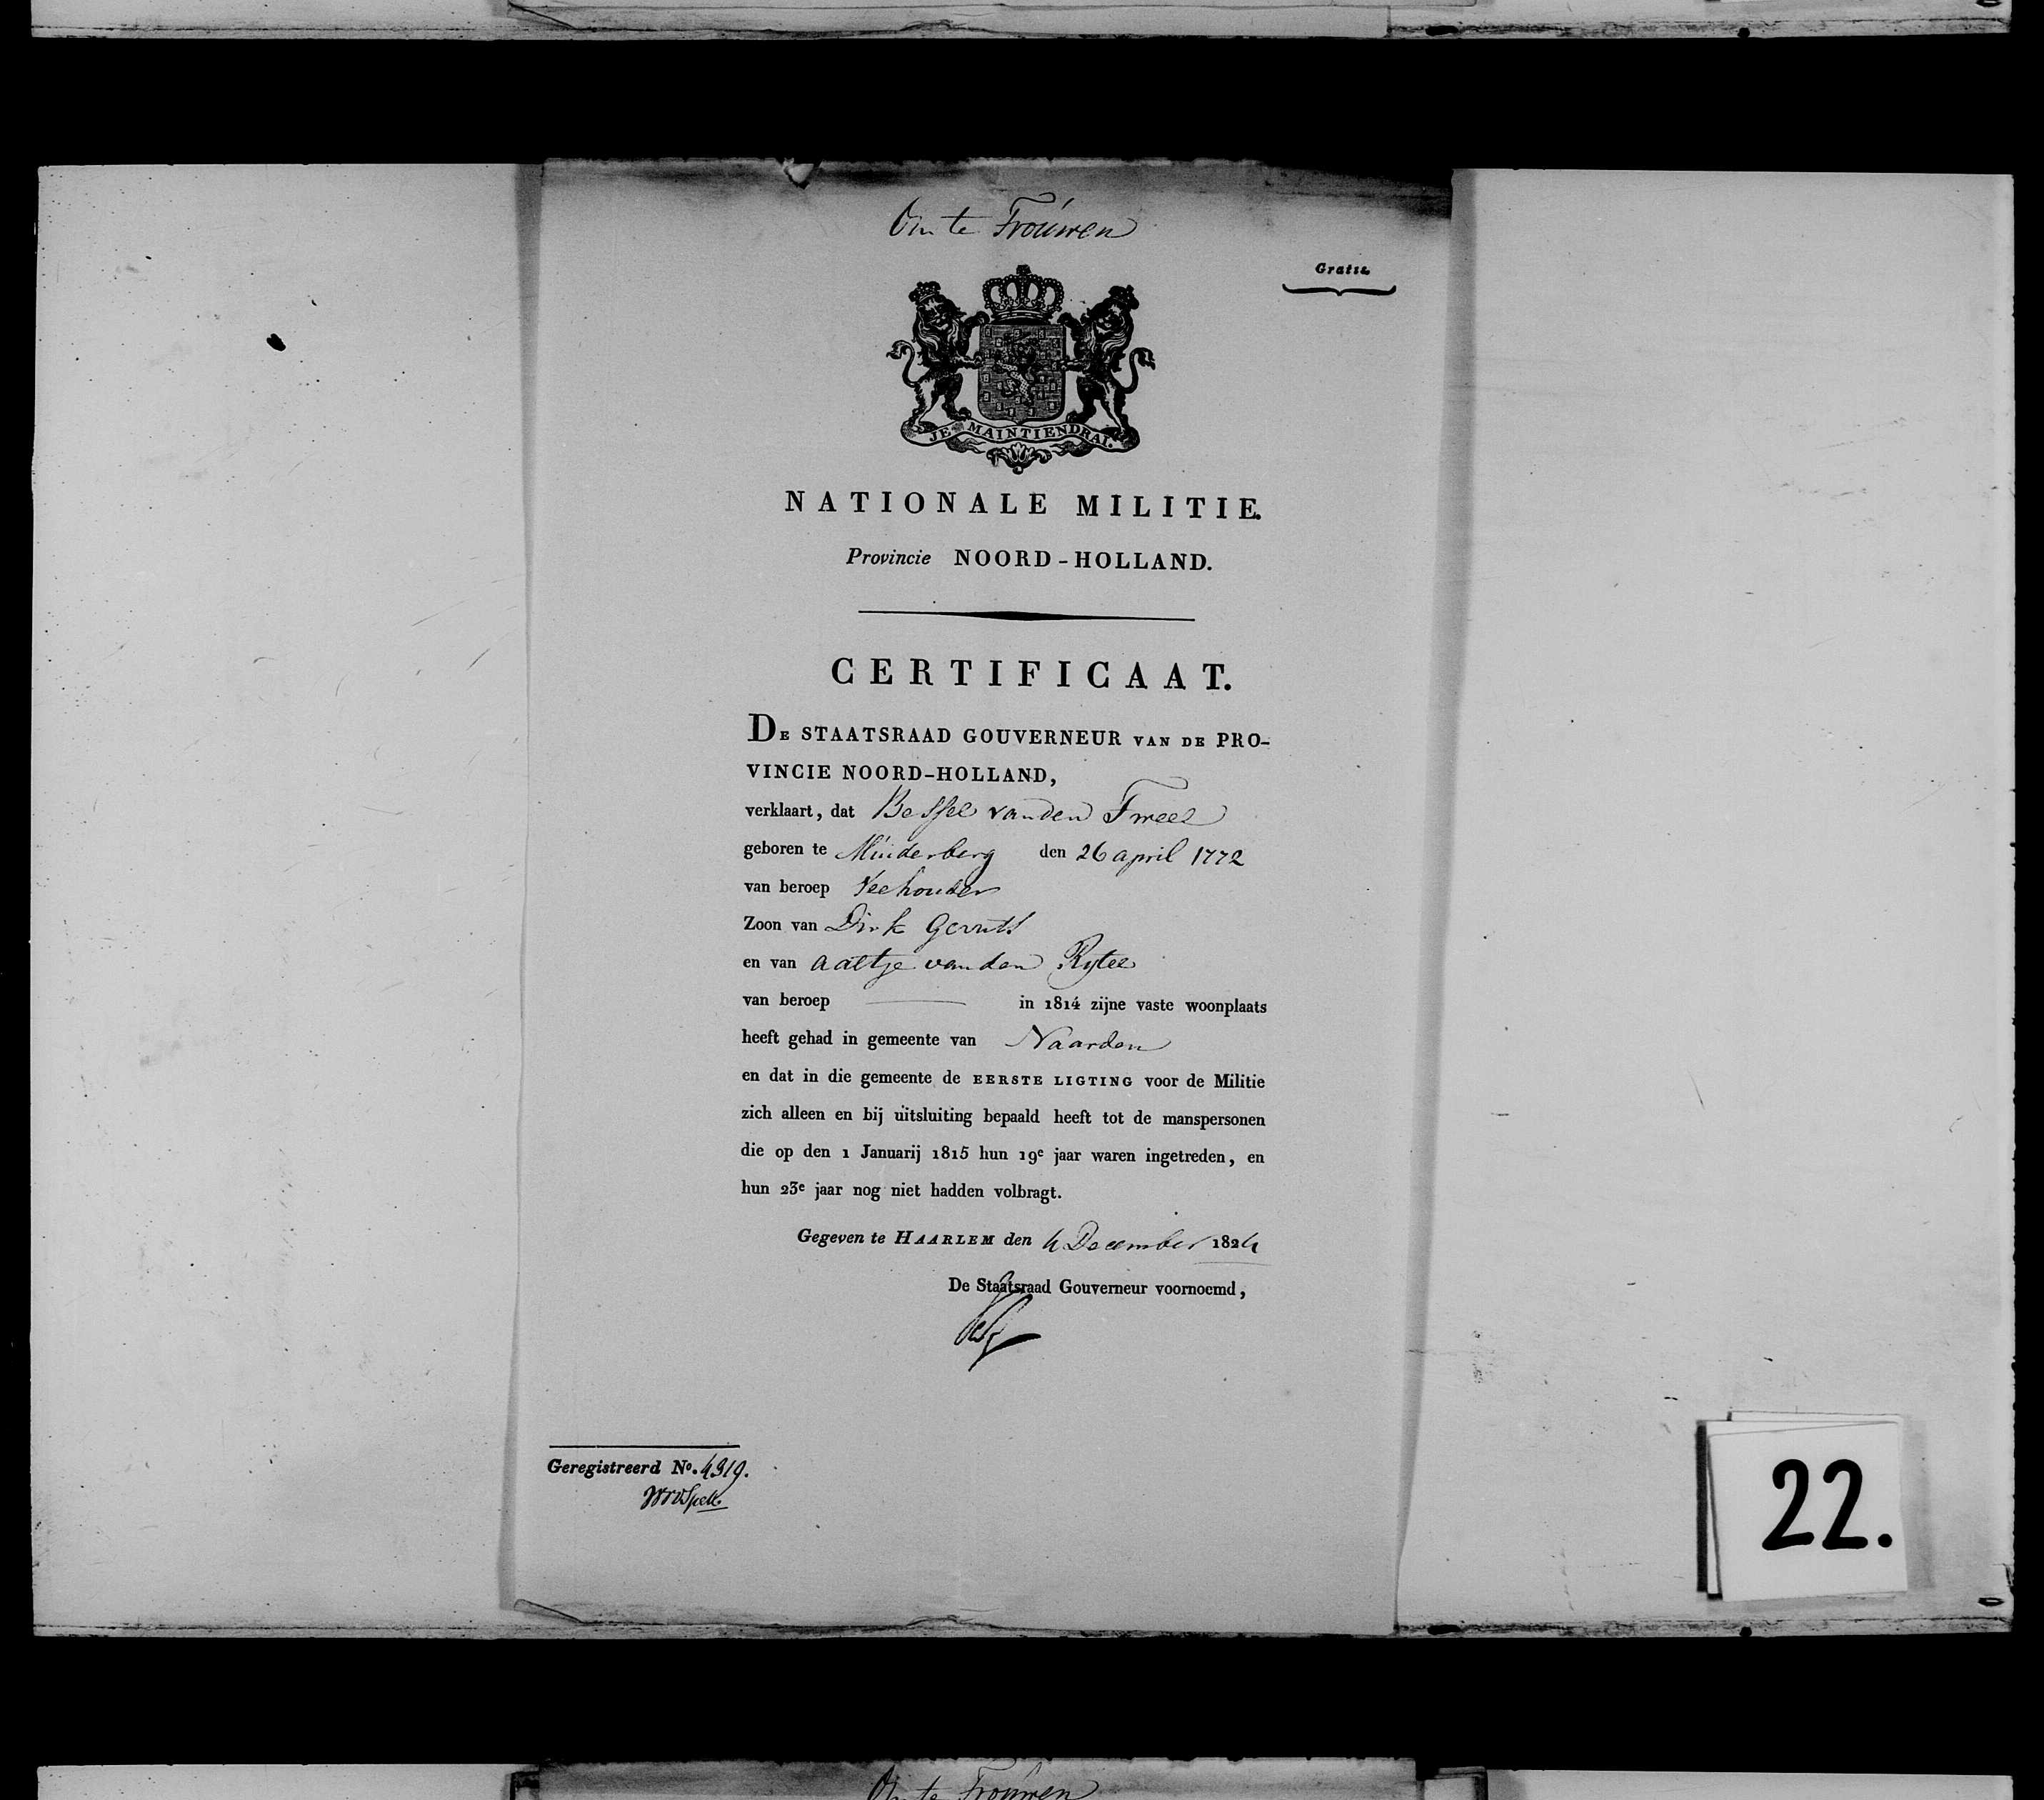 Om te Trouwen
Gratis.
JE MAINTIENDRAI.
NATIONALE MILITIE.
Provincie NOORD-HOLLAND.
CERTIFICAAT.
DE STAATSRAAD GOUVERNEUR VAN DE PRO-
VINCIE NOORD-HOLLAND,
verklaart, dat Bessel van den Tweel
geboren te Muiderberg den 26 april 1772
van beroep Veehouder
Zoon van Dirk Gerrits
en van Aaltje van den
van beroep in 1814 zijne vaste woonplaats
heeft gehad in gemeente van Naarden
en dat in die gemeente de EERSTE LIGTING voor de Militie
zich alleen en bij uitsluiting bepaald heeft tot de manspersonen
die op den 1 Januarij 1815 hun 19e jaar waren ingetreden, en
hun 23e jaar nog niet hadden volbragt.
Gegeven te HAARLEM den 4 December 1824
De Staatsraad Gouverneur voornoemd,
Geregistreerd No. 4319.
22.
Om te Trouwen